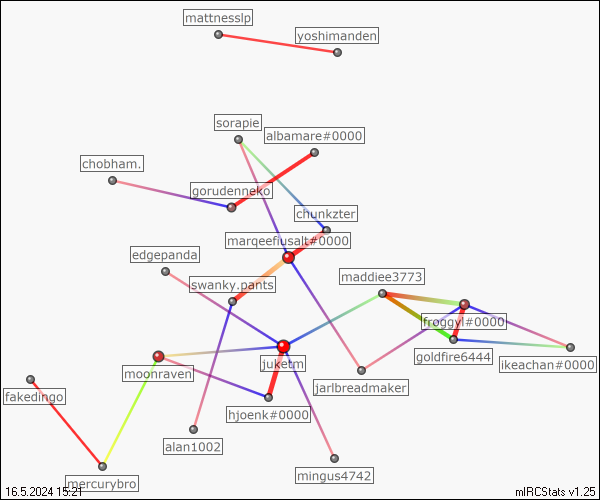 mattnesslp
yoshimanden
sorapie
albamare#0000
chobham.
gorudenneko
chunkzter
marqeefiusalt#0000
edgepanda
maddiee3773
swanky.pants
froggyl#0000
goldfire6444
juketm
ikeachan#0000
moonraven
jarlbreadmaker
fakedingo
hjoenk#0000
alan1002
mingus4742
mercurybro
16.5.2024 15:21
mIRCStats v1.25